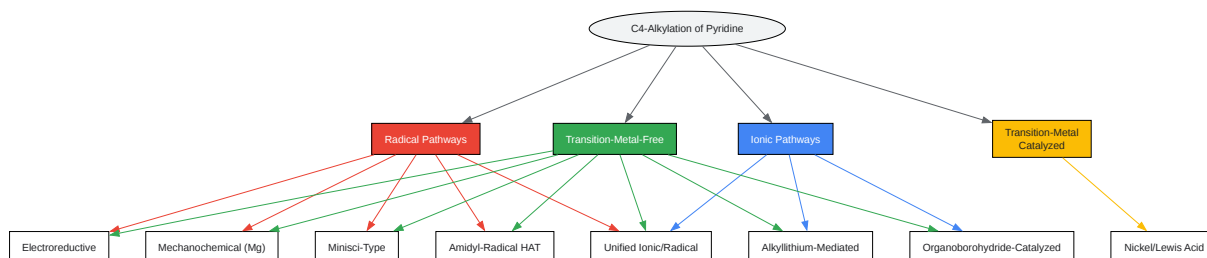 C4-Alkylation of Pyridine
Radical Pathways
Transition-Metal-Free
Ionic Pathways
Transition-Metal
Catalyzed
Electroreductive
Mechanochemical (Mg)
Minisci-Type
Amidyl-Radical HAT
Unified Ionic/Radical
Alkyllithium-Mediated
Organoborohydride-Catalyzed
Nickel/Lewis Acid